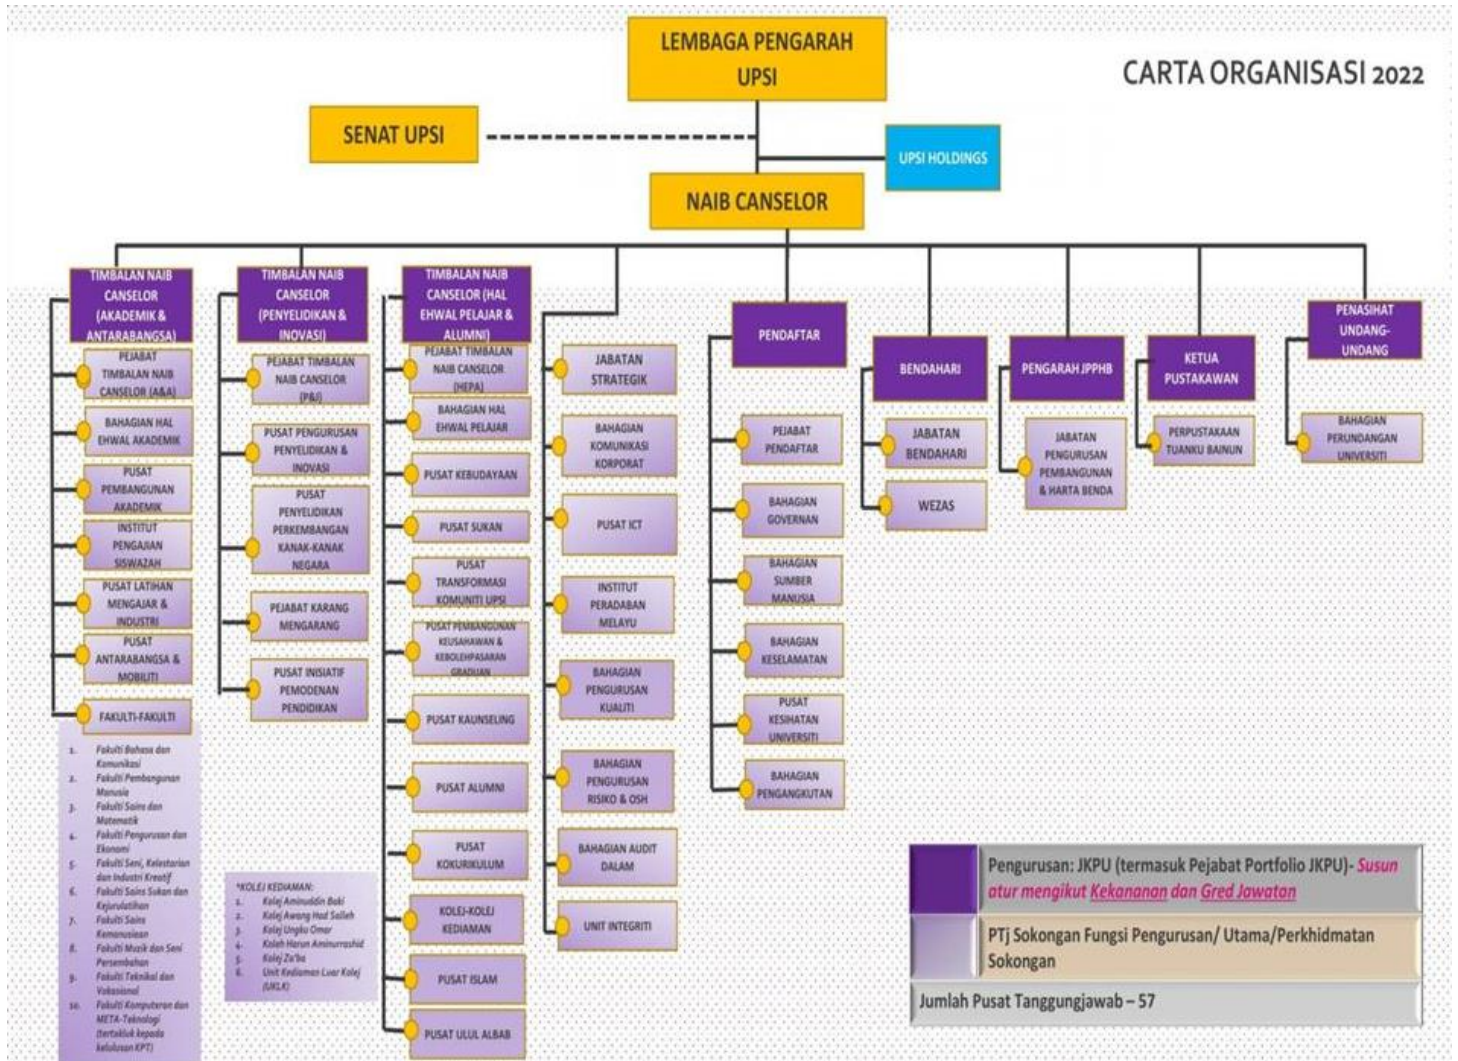 LEMBAGA PENGARAH
UPSI
CARTA ORGANISASI 2022
SENAT UPSI
UPSI HOLDINGS
NAIB CANSELOR
TIMBALAN NAIB
CANSELOR
(AKADEMIK &
ANTARABANGSA)
PEJABAT
TIMBALAN NAIB
CANSELOR (A&A)
BAHAGIAN HAL
EHWAL AKADEMIK
PUSAT
PEMBANGUNAN
AKADEMIK
INSTITUT
PENGAJIAN
SISWAZAH
PUSAT LATIHAN
MENGAJAR &
INDUSTRI
PUSAT
ANTARABANGSA &
MOBILITI
FAKULTI-FAKULTI
1. Fakulti Bahasa dan
Komunikasi
2. Fakulti Pembangunan
Manusia
3. Fakulti Sains dan
Matematik
4. Fakulti Pengurusan dan
Ekonomi
5. Fakulti Seni, Kelestarian
dan Industri Kreatif
6. Fakulti Sains Sukan dan
Kejurulatihan
7. Fakulti Sains
Kemanusiaan
8. Fakulti Muzik dan Seni
Persembahan
9. Fakulti Teknikal dan
Vokasional
10. Fakulti Komputeran dan
META-Teknologi
(tertakluk kepada
kelulusan KPT)
TIMBALAN NAIB
CANSELOR
(PENYELIDIKAN &
INOVASI)
PEJABAT TIMBALAN
NAIB CANSELOR
(P&I)
PUSAT PENGURUSAN
PENYELIDIKAN &
INOVASI
PUSAT
PENYELIDIKAN
PERKEMBANGAN
KANAK-KANAK
NEGARA
PEJABAT KARANG
MENGARANG
PUSAT INISIATIF
PEMODENAN
PENDIDIKAN
*KOLEJ KEDIAMAN:
1. Kolej Aminuddin Baki
2. Kolej Awang Had Salleh
3. Kolej Ungku Omar
4. Koleh Harun Aminurrashid
5. Kolej Za'ba
6. Unit Kediaman Luar Kolej
(UKLK)
TIMBALAN NAIB
CANSELOR (HAL
EHWAL PELAJAR &
ALUMNI)
PEJABAT TIMBALAN
NAIB CANSELOR
(HEPA)
BAHAGIAN HAL
EHWAL PELAJAR
PUSAT KEBUDAYAAN
PUSAT SUKAN
PUSAT
TRANSFORMASI
KOMUNITI UPSI
PUSAT PEMBANGUNAN
KEUSAHAWAN &
KEBOLEHPASARAN
GRADUAN
PUSAT KAUNSELING
PUSAT ALUMNI
PUSAT
KOKURIKULUM
KOLEJ-KOLEJ
KEDIAMAN
PUSAT ISLAM
PUSAT ULUL ALBAB
JABATAN
STRATEGIK
BAHAGIAN
KOMUNIKASI
KORPORAT
PUSAT ICT
INSTITUT
PERADABAN
MELAYU
BAHAGIAN
PENGURUSAN
KUALITI
BAHAGIAN
PENGURUSAN
RISIKO & OSH
BAHAGIAN AUDIT
DALAM
UNIT INTEGRITI
PENDAFTAR
PEJABAT
PENDAFTAR
BAHAGIAN
GOVERNAN
BAHAGIAN
SUMBER
MANUSIA
BAHAGIAN
KESELAMATAN
PUSAT
KESIHATAN
UNIVERSITI
BAHAGIAN
PENGANGKUTAN
BENDAHARI
JABATAN
BENDAHARI
WEZAS
PENGARAH JPPHB
JABATAN
PENGURUSAN
PEMBANGUNAN
& HARTA BENDA
KETUA
PUSTAKAWAN
PERPUSTAKAAN
TUANKU BAINUN
PENASIHAT
UNDANG-
UNDANG
BAHAGIAN
PERUNDANGAN
UNIVERSITI
Pengurusan: JKPU (termasuk Pejabat Portfolio JKPU)- Susun
atur mengikut Kekananan dan Gred Jawatan
PTj Sokongan Fungsi Pengurusan/ Utama/Perkhidmatan
Sokongan
Jumlah Pusat Tanggungjawab – 57